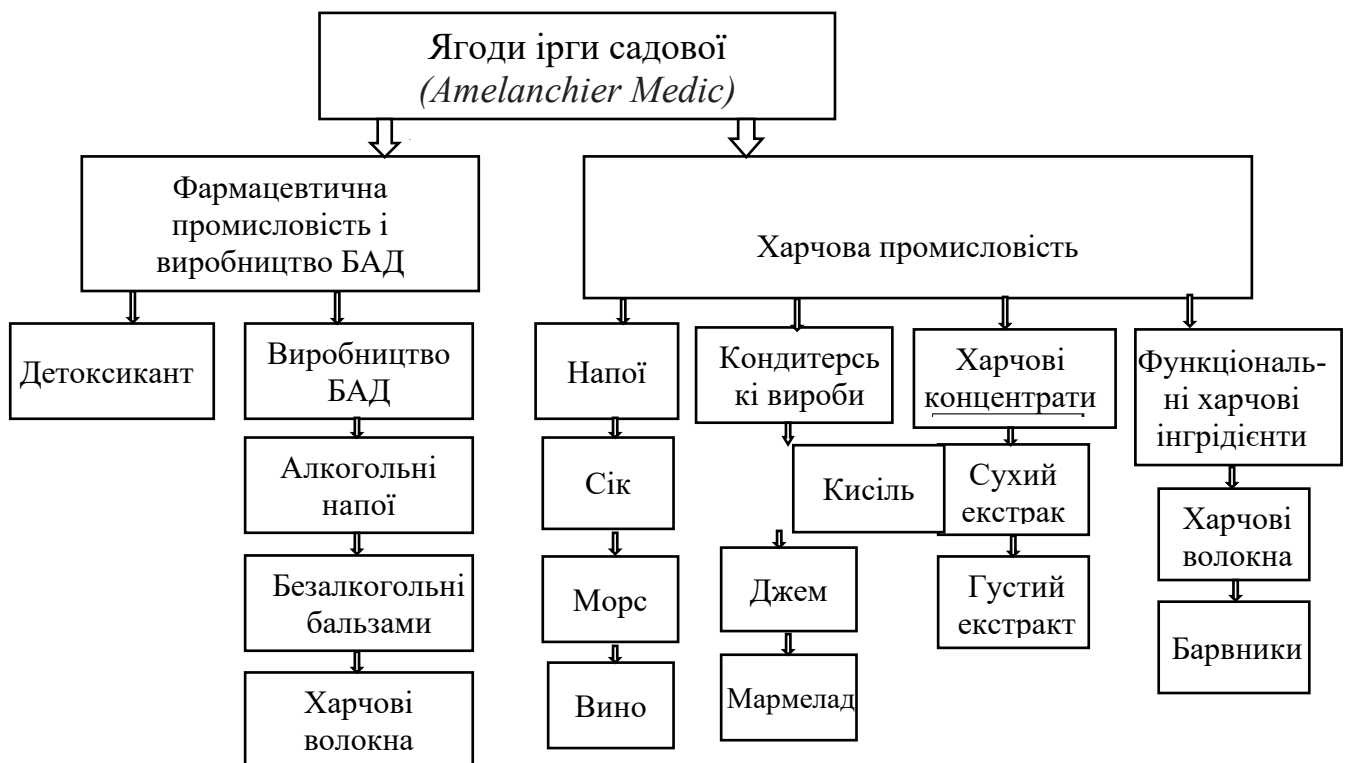 Ягоди ірги садової
(Amelanchier Medic)
Фармацевтична
промисловість і
виробництво БАД
Харчова промисловість
Детоксикант
Виробництво
БАД
Напої
Кондитерсь
кі вироби
Харчові
концентрати
Функціональ-
ні харчові
інгрідієнти
Алкогольні
напої
Сік
Кисіль
Сухий
екстрак
Харчові
волокна
Безалкогольні
бальзами
Морс
Джем
Густий
екстракт
Барвники
Харчові
волокна
Вино
Мармелад